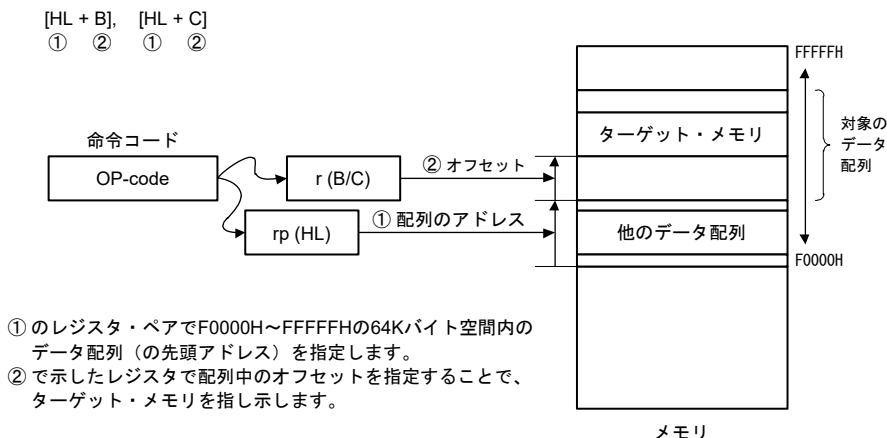 [HL + B], [HL + C]
① ② ① ②
FFFFFH
対象の
データ
配列
ターゲット・メモリ
命令コード
OP-code
r (B/C)
② オフセット
rp (HL)
① 配列のアドレス
他のデータ配列
F0000H
① のレジスタ・ペアでF0000H～FFFFFHの64Kバイト空間内の
データ配列（の先頭アドレス）を指定します。
② で示したレジスタで配列中のオフセットを指定することで、
ターゲット・メモリを指し示します。
メモリ